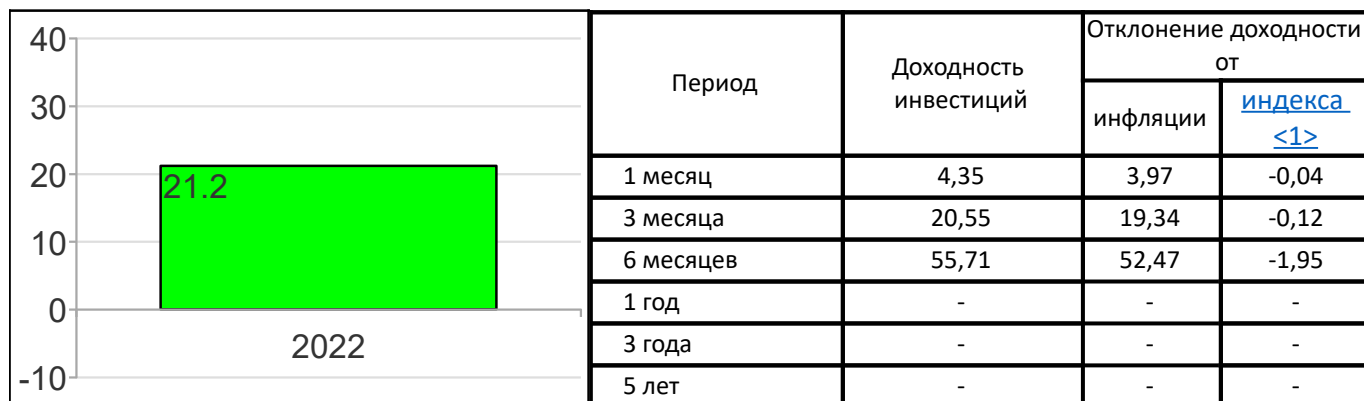 40
30
20
10
0
-10
21.2
2022
Период
Доходность
инвестиций
Отклонение доходности
от
инфляции
индекса
<1>
1 месяц 4,35 3,97 -0,04
3 месяца 20,55 19,34 -0,12
6 месяцев 55,71 52,47 -1,95
1 год - - -
3 года - - -
5 лет - - -